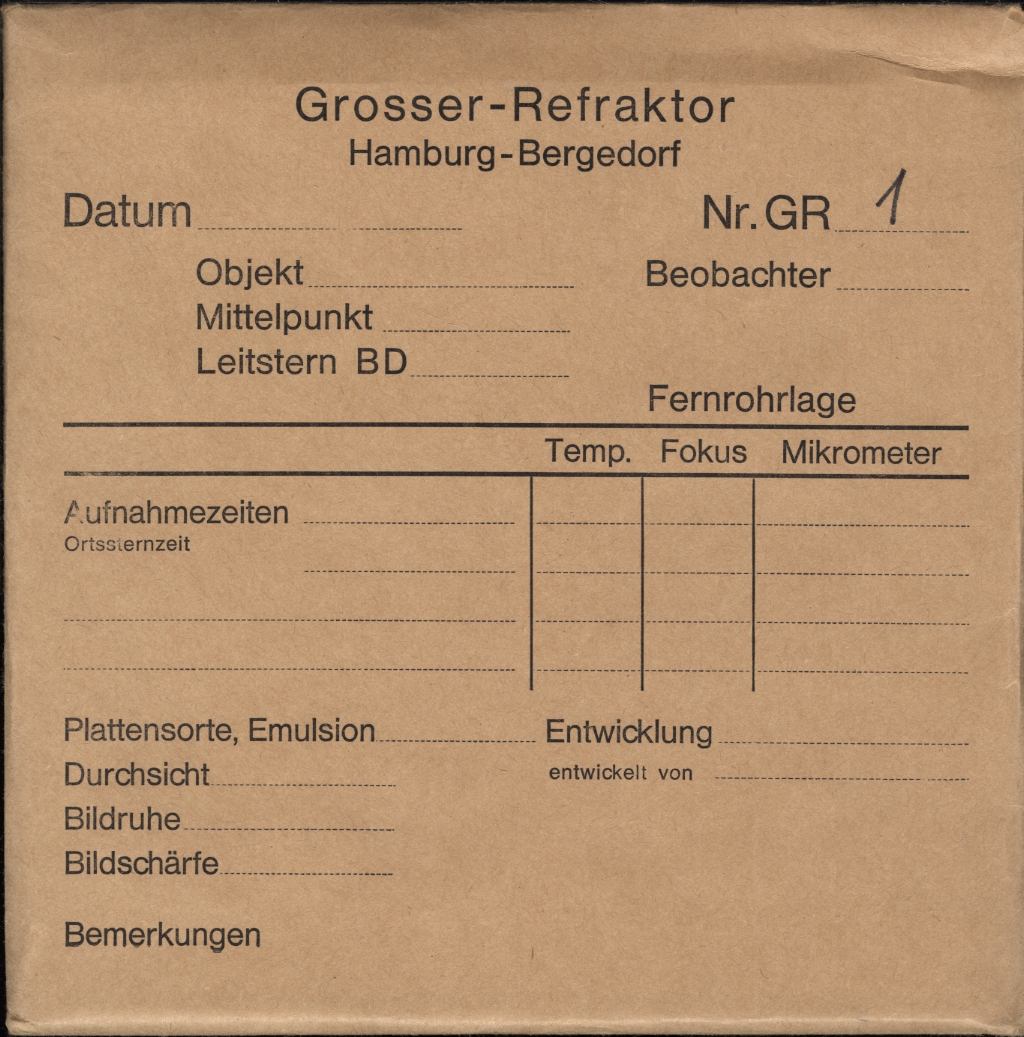 Grosser-Refraktor
Hamburg-Bergedorf
Datum Nr. GR 1
Objekt Beobachter
Mittelpunkt
Leitstern BD
Fernrohrlage
Temp. Fokus Mikrometer
Aufnahmezeiten
Ortssternzeit
Plattensorte, Emulsion Entwicklung
Durchsicht entwickelt von
Bildruhe
Bildschärfe
Bemerkungen